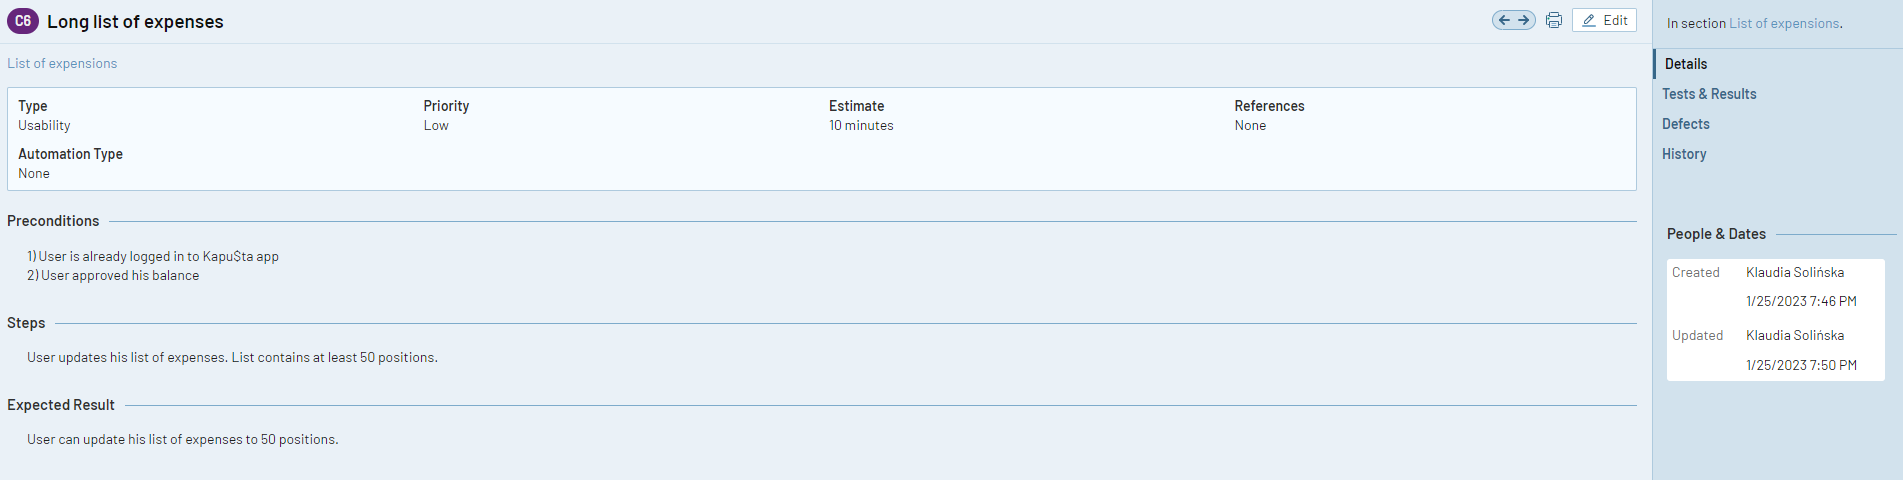 C6 Long list of expenses
Edit
List of expensions
Type Priority Estimate References
Usability Low 10 minutes None
Automation Type
None
Preconditions
1) User is already logged in to Kapu$ta app
2) User approved his balance
Steps
User updates his list of expenses. List contains at least 50 positions.
Expected Result
User can update his list of expenses to 50 positions.
In section List of expensions.
Details
Tests & Results
Defects
History
People & Dates
Created Klaudia Solińska
1/25/2023 7:46 PM
Updated Klaudia Solińska
1/25/2023 7:50 PM